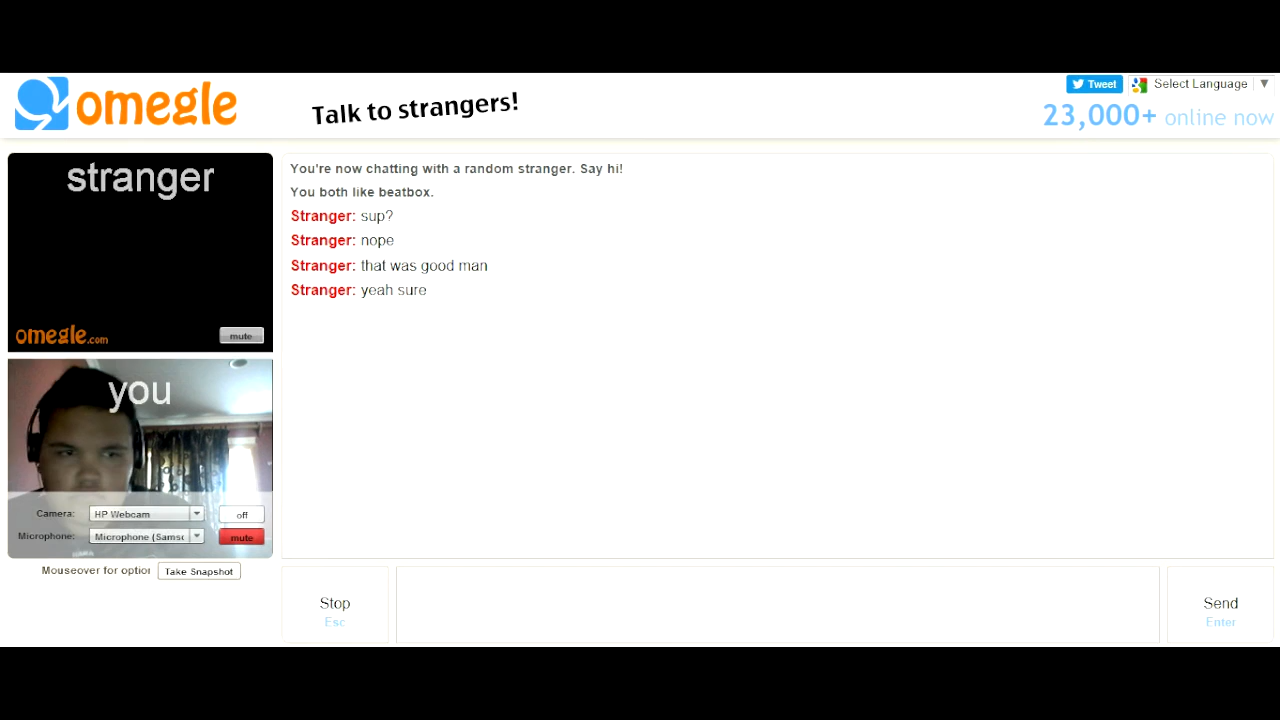 omegle
Talk to strangers!
Tweet
Select Language ▼
23,000+ online now
stranger
omegle.com
mute
you
Camera: HP Webcam off
Microphone: Microphone (Samsc mute
Mouseover for option Take Snapshot
You're now chatting with a random stranger. Say hi!
You both like beatbox.
Stranger: sup?
Stranger: nope
Stranger: that was good man
Stranger: yeah sure
Stop
Esc
Send
Enter